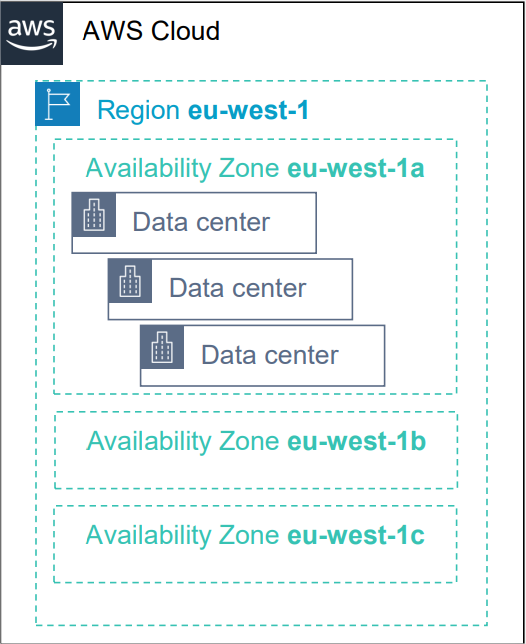 aws
AWS Cloud
Region eu-west-1
Availability Zone eu-west-1a
Data center
Data center
Data center
Availability Zone eu-west-1b
Availability Zone eu-west-1c